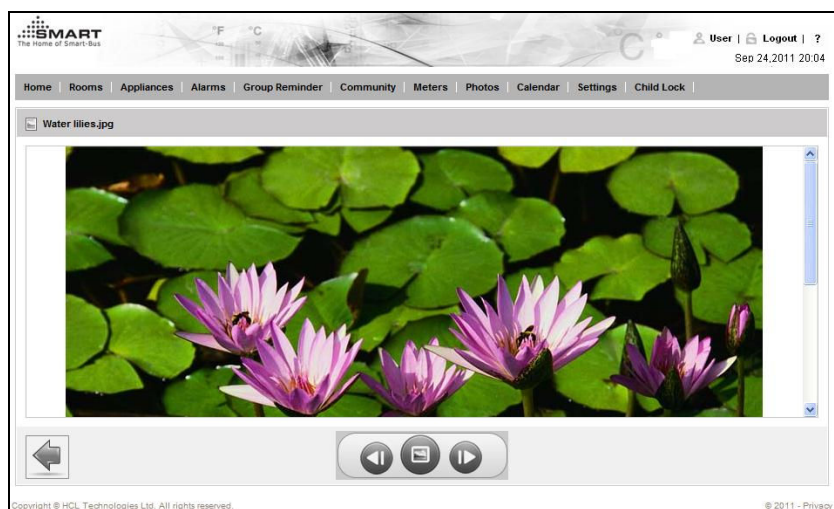 SMART
The Home of Smart-Bus
°F °C
°C
User | Logout | ?
Sep 24,2011 20:04
Home | Rooms | Appliances | Alarms | Group Reminder | Community | Meters | Photos | Calendar | Settings | Child Lock |
Water lilies.jpg
Copyright © HCL Technologies Ltd. All rights reserved.
© 2011 - Privacy